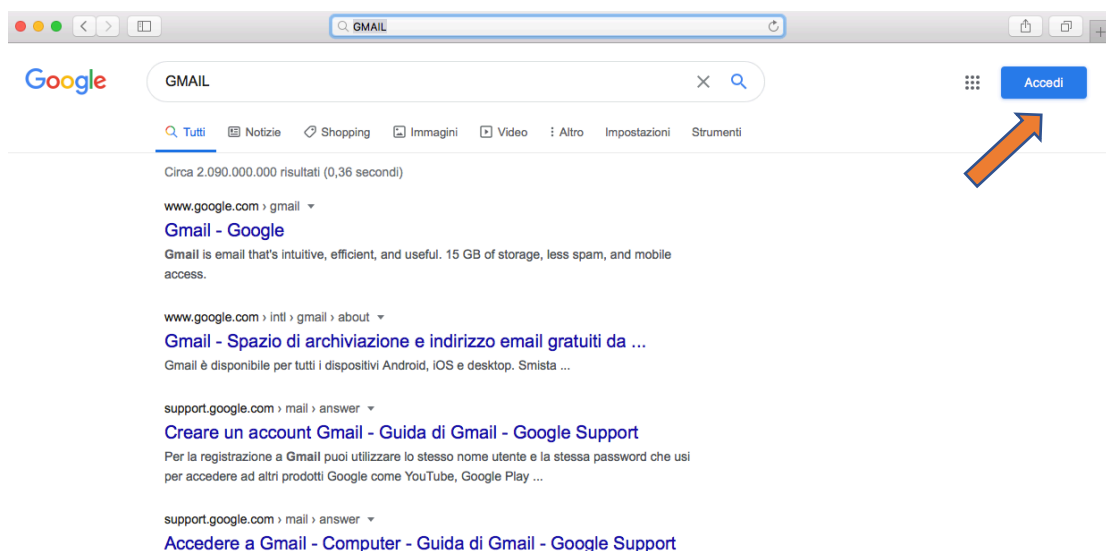 GMAIL
Google
GMAIL
Accedi
Tutti Notizie Shopping Immagini Video Altro Impostazioni Strumenti
Circa 2.090.000.000 risultati (0,36 secondi)
www.google.com › gmail
Gmail - Google
Gmail is email that's intuitive, efficient, and useful. 15 GB of storage, less spam, and mobile
access.
www.google.com › intl › gmail › about
Gmail - Spazio di archiviazione e indirizzo email gratuiti da ...
Gmail è disponibile per tutti i dispositivi Android, iOS e desktop. Smista ...
support.google.com › mail › answer
Creare un account Gmail - Guida di Gmail - Google Support
Per la registrazione a Gmail puoi utilizzare lo stesso nome utente e la stessa password che usi
per accedere ad altri prodotti Google come YouTube, Google Play ...
support.google.com › mail › answer
Accedere a Gmail - Computer - Guida di Gmail - Google Support